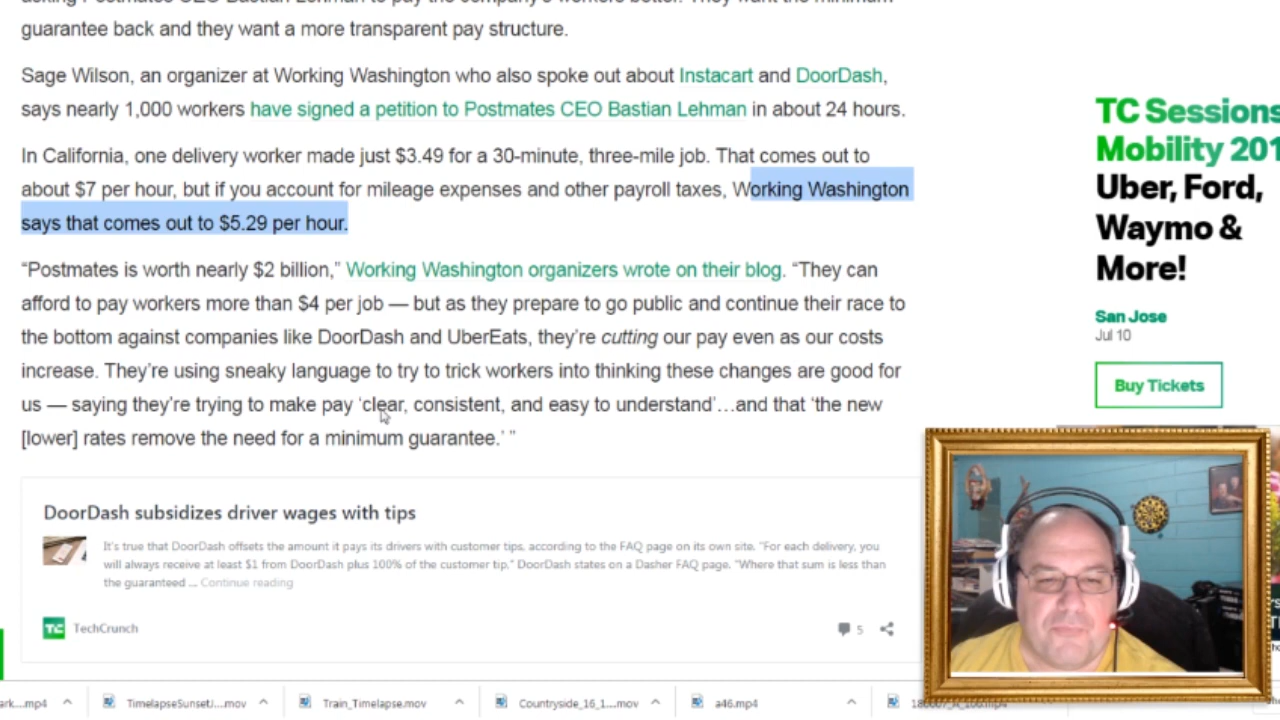 guarantee back and they want a more transparent pay structure.
Sage Wilson, an organizer at Working Washington who also spoke out about Instacart and DoorDash,
says nearly 1,000 workers have signed a petition to Postmates CEO Bastian Lehman in about 24 hours.
In California, one delivery worker made just $3.49 for a 30-minute, three-mile job. That comes out to
about $7 per hour, but if you account for mileage expenses and other payroll taxes, Working Washington
says that comes out to $5.29 per hour.
“Postmates is worth nearly $2 billion,” Working Washington organizers wrote on their blog. “They can
afford to pay workers more than $4 per job — but as they prepare to go public and continue their race to
the bottom against companies like DoorDash and UberEats, they’re cutting our pay even as our costs
increase. They’re using sneaky language to try to trick workers into thinking these changes are good for
us — saying they’re trying to make pay ‘clear, consistent, and easy to understand’…and that ‘the new
[lower] rates remove the need for a minimum guarantee.’ ”
DoorDash subsidizes driver wages with tips
It's true that DoorDash offsets the amount it pays its drivers with customer tips, according to the FAQ page on its own site. "For each delivery, you
will always receive at least $1 from DoorDash plus 100% of the customer tip," DoorDash states on a Dasher FAQ page. "Where that sum is less than
the guaranteed ... Continue reading
TC TechCrunch
5
TC Sessions
Mobility 201
Uber, Ford,
Waymo &
More!
San Jose
Jul 10
Buy Tickets
ark....mp4
TimelapseSunsetJ....mov
Train_Timelapse.mov
Countryside_16_1....mov
a46.mp4